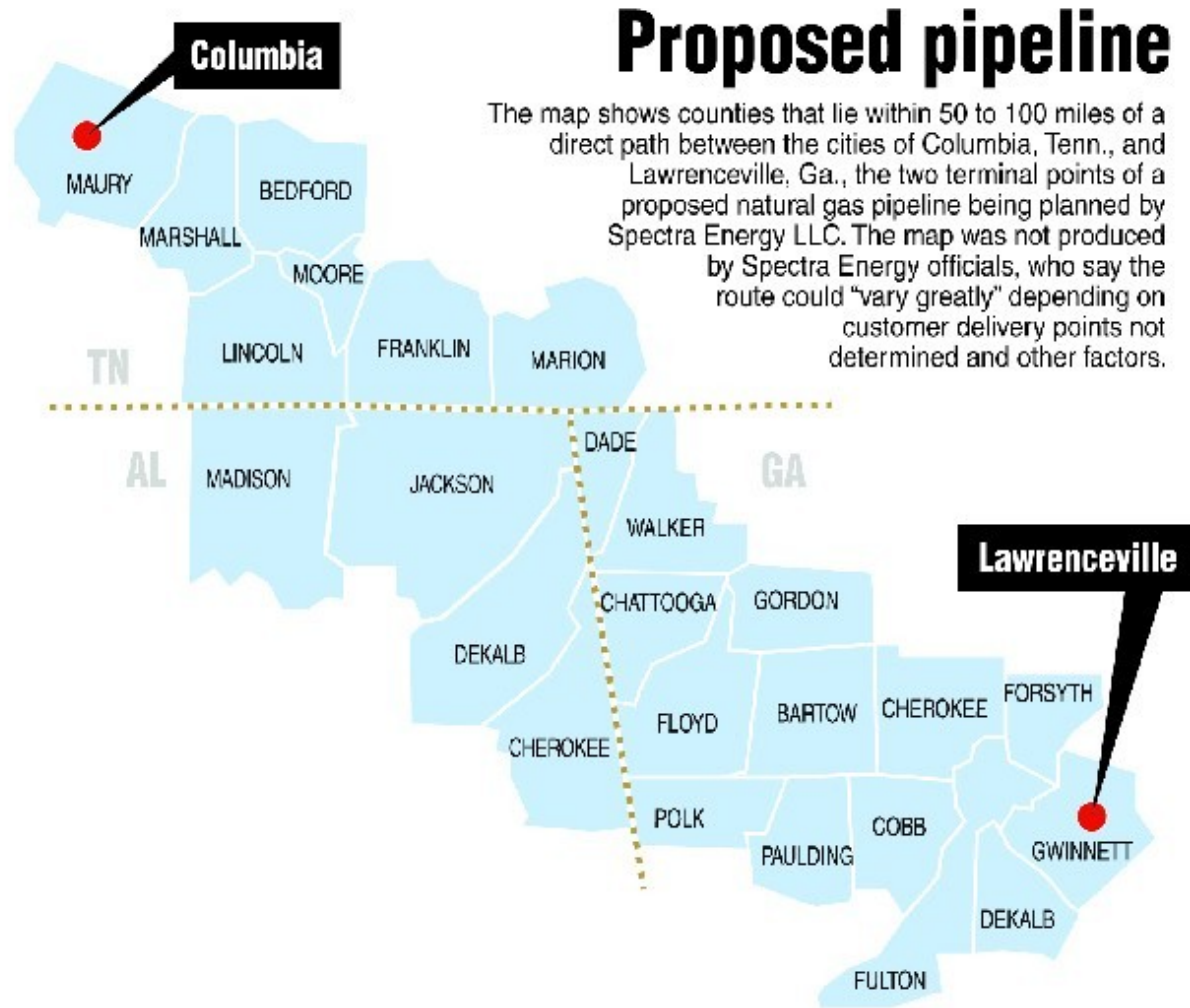 Proposed pipeline
The map shows counties that lie within 50 to 100 miles of a
direct path between the cities of Columbia, Tenn., and
Lawrenceville, Ga., the two terminal points of a
proposed natural gas pipeline being planned by
Spectra Energy LLC. The map was not produced
by Spectra Energy officials, who say the
route could “vary greatly” depending on
customer delivery points not
determined and other factors.
Columbia
MAURY
BEDFORD
MARSHALL
MOORE
LINCOLN
FRANKLIN
MARION
TN
AL
GA
MADISON
JACKSON
DADE
WALKER
Lawrenceville
CHATTOOGA
GORDON
DEKALB
CHEROKEE
FLOYD
BARTOW
CHEROKEE
FORSYTH
POLK
PAULDING
COBB
GWINNETT
DEKALB
FULTON